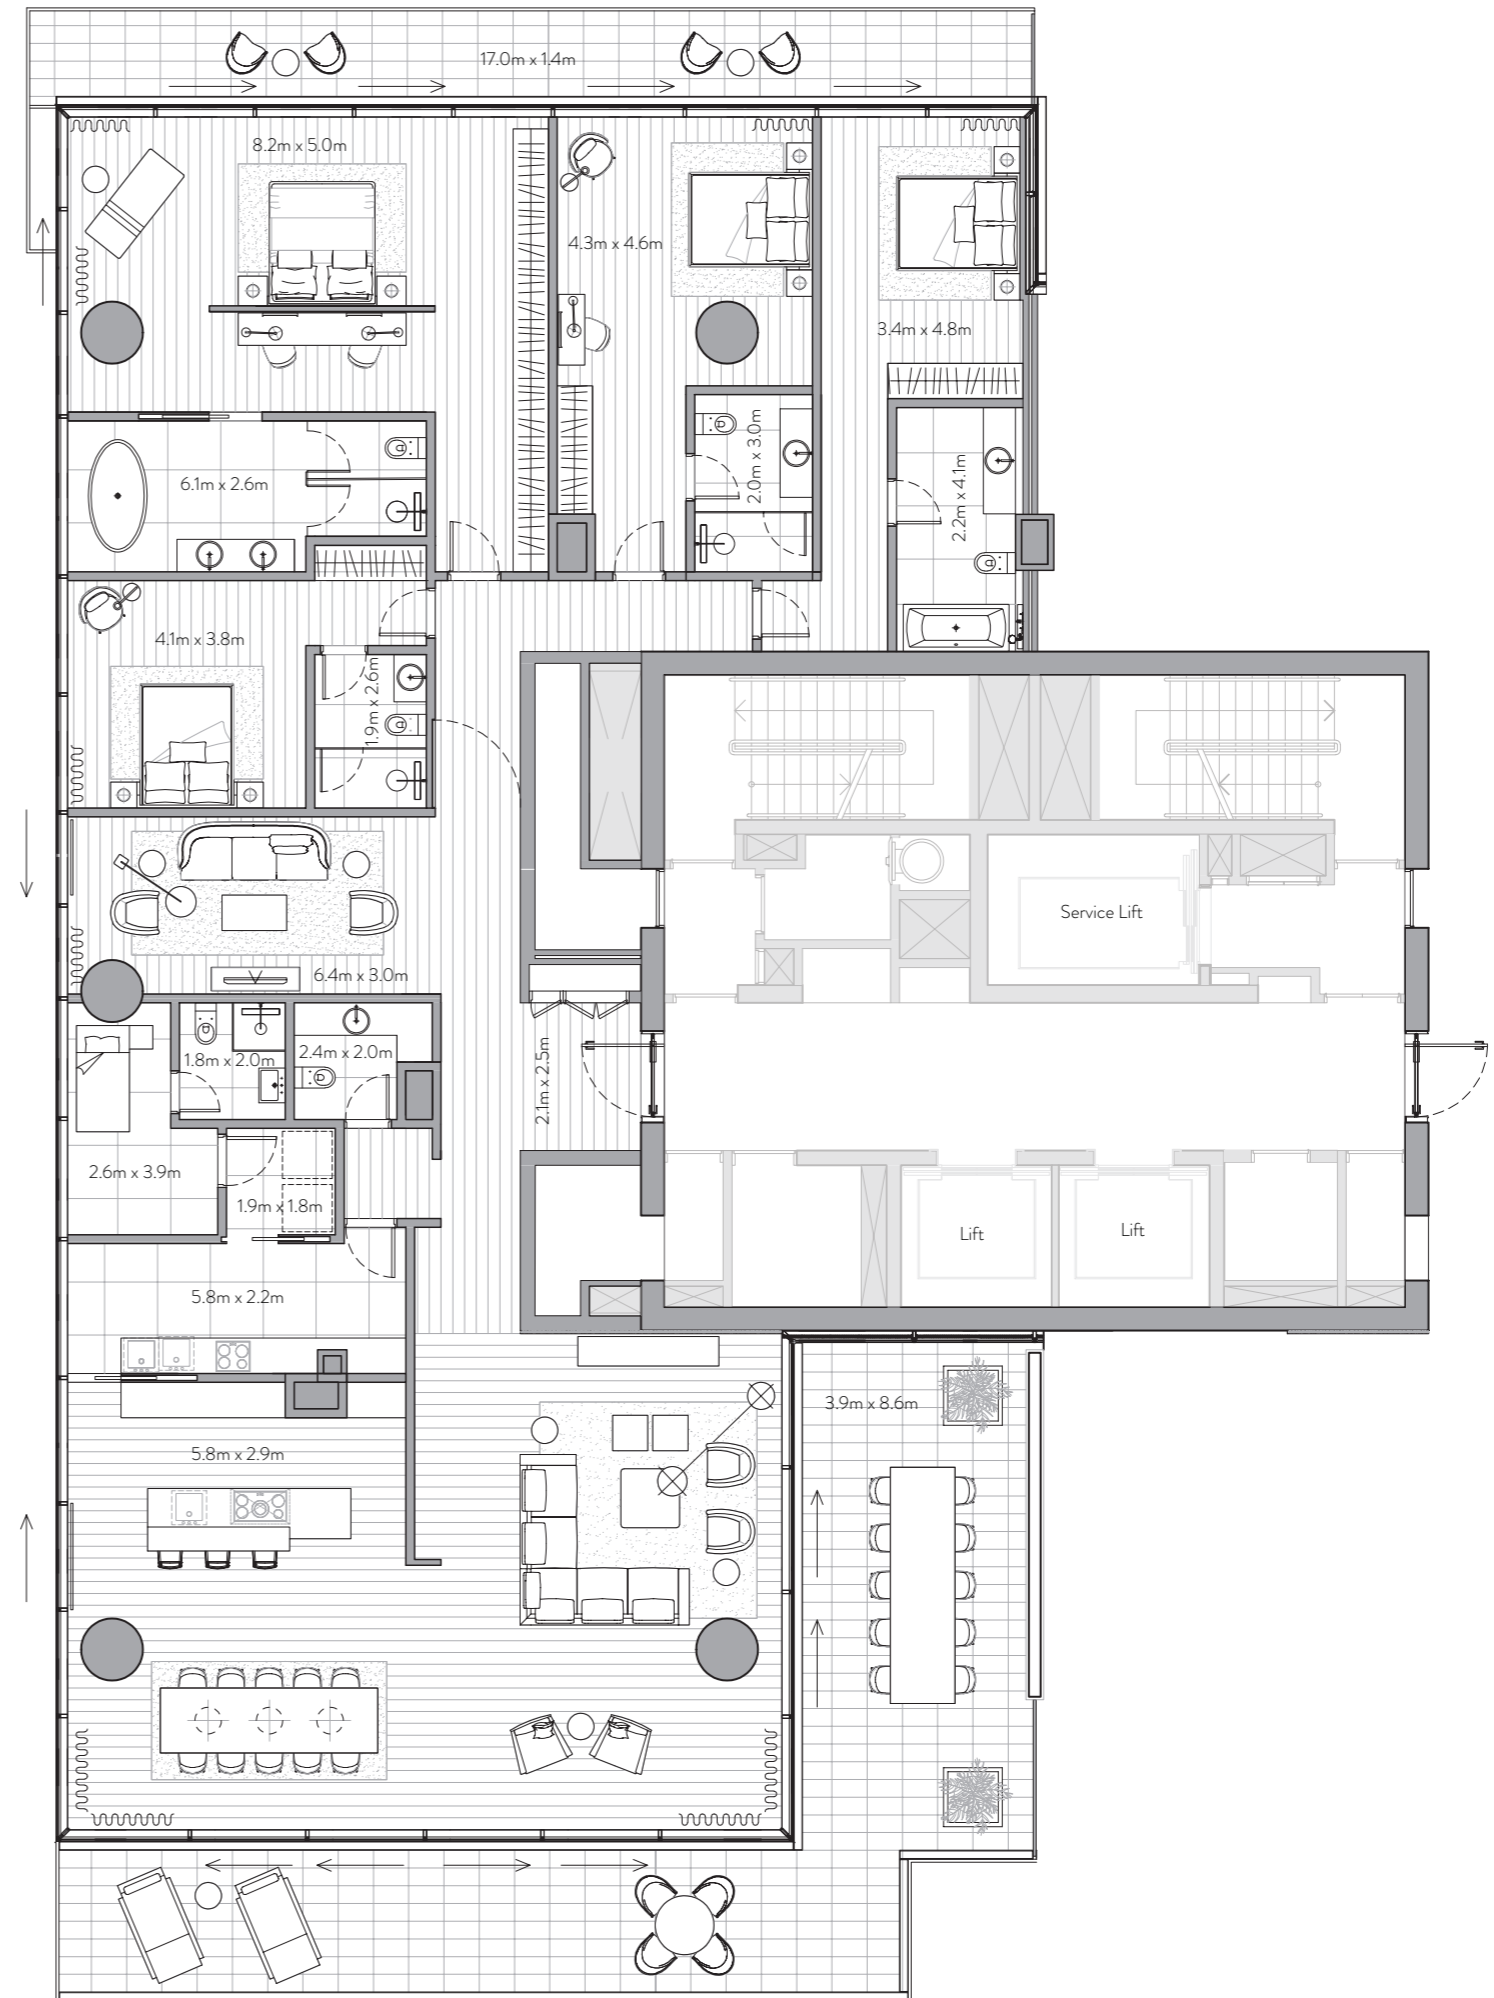 17.0m x 1.4m
8.2m x 5.0m
4.3m x 4.6m
3.4m x 4.8m
2.0m x 3.0m
6.1m x 2.6m
2.2m x 4.1m
4.1m x 3.8m
1.9m x 2.6m
Service Lift
6.4m x 3.0m
1.8m x 2.0m
2.4m x 2.0m
2.1m x 2.5m
2.6m x 3.9m
1.9m x 1.8m
Lift
Lift
5.8m x 2.2m
3.9m x 8.6m
5.8m x 2.9m